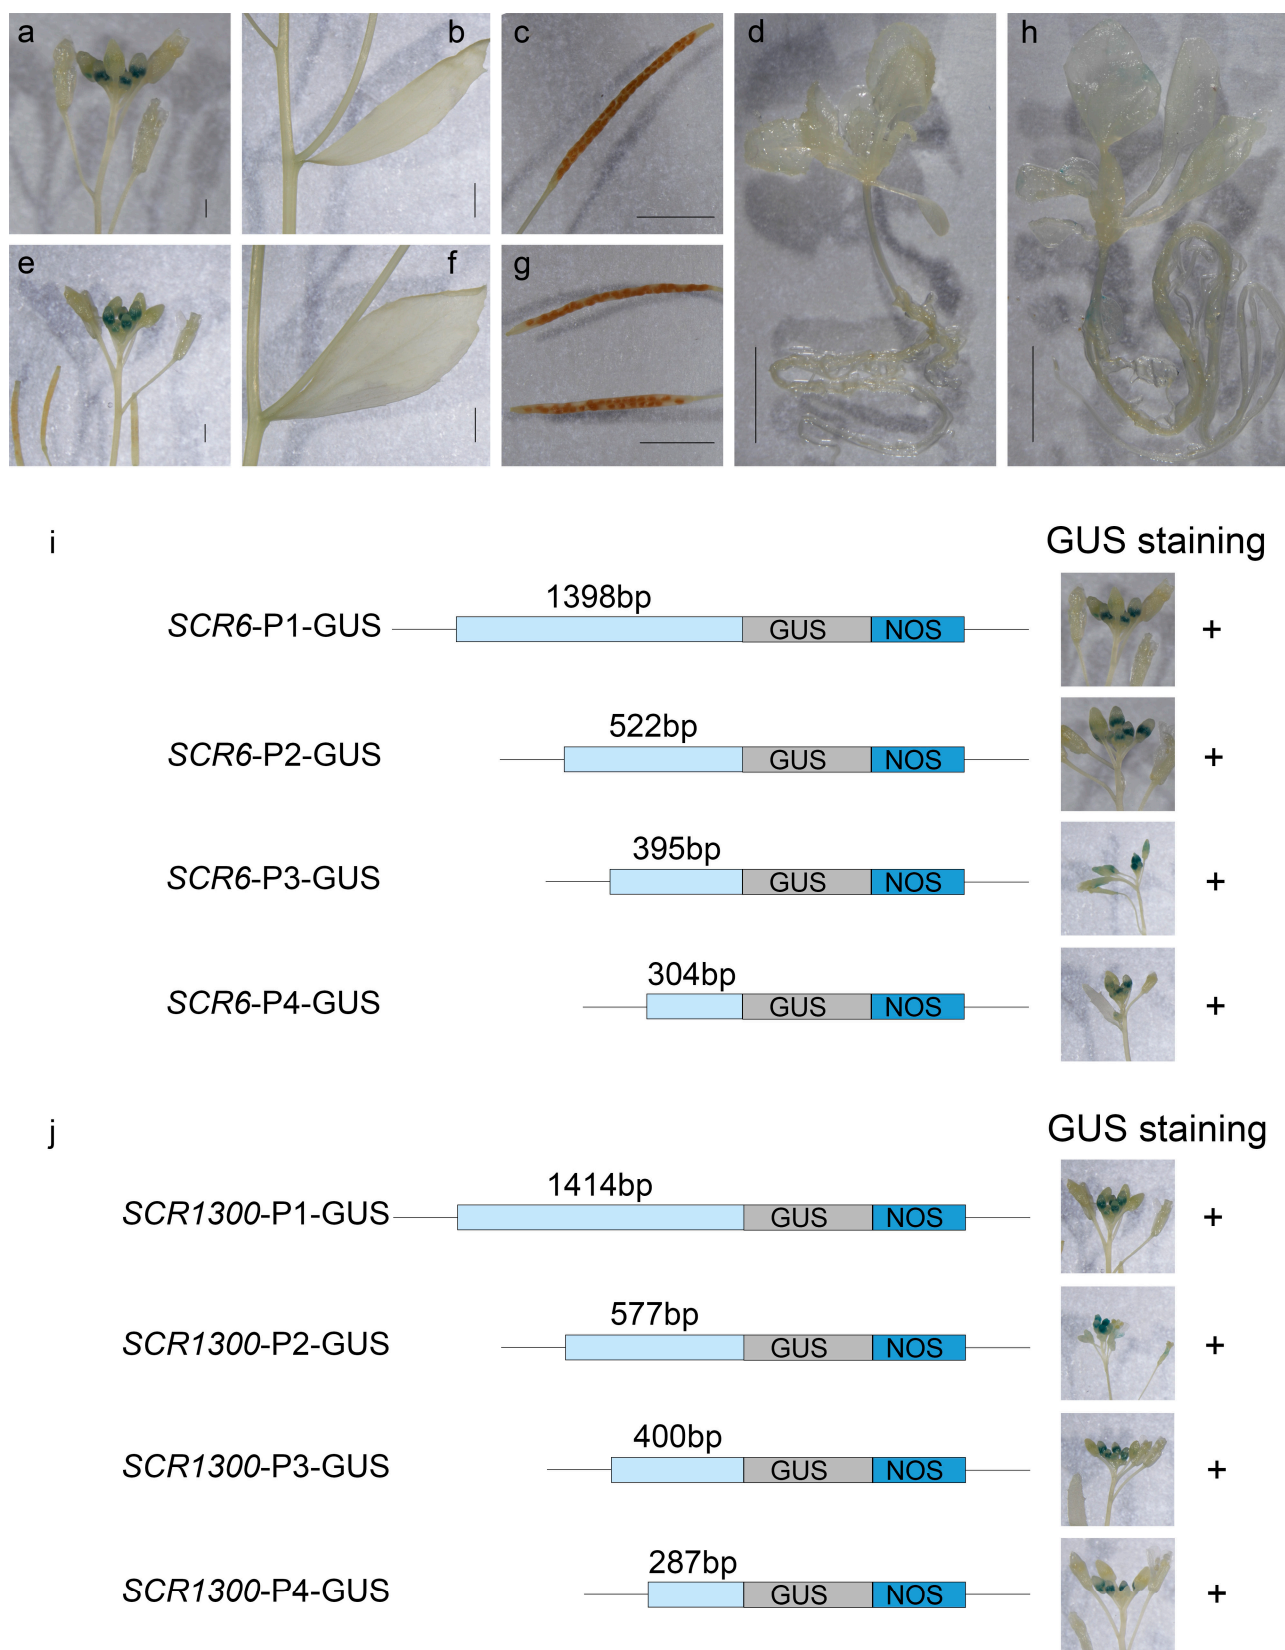 a
b
c
d
h
e
f
g
i
GUS staining
1398bp
SCR6-P1-GUS
GUS
NOS
+
522bp
SCR6-P2-GUS
GUS
NOS
+
395bp
SCR6-P3-GUS
GUS
NOS
+
304bp
SCR6-P4-GUS
GUS
NOS
+
j
GUS staining
1414bp
SCR1300-P1-GUS
GUS
NOS
+
577bp
SCR1300-P2-GUS
GUS
NOS
+
400bp
SCR1300-P3-GUS
GUS
NOS
+
287bp
SCR1300-P4-GUS
GUS
NOS
+